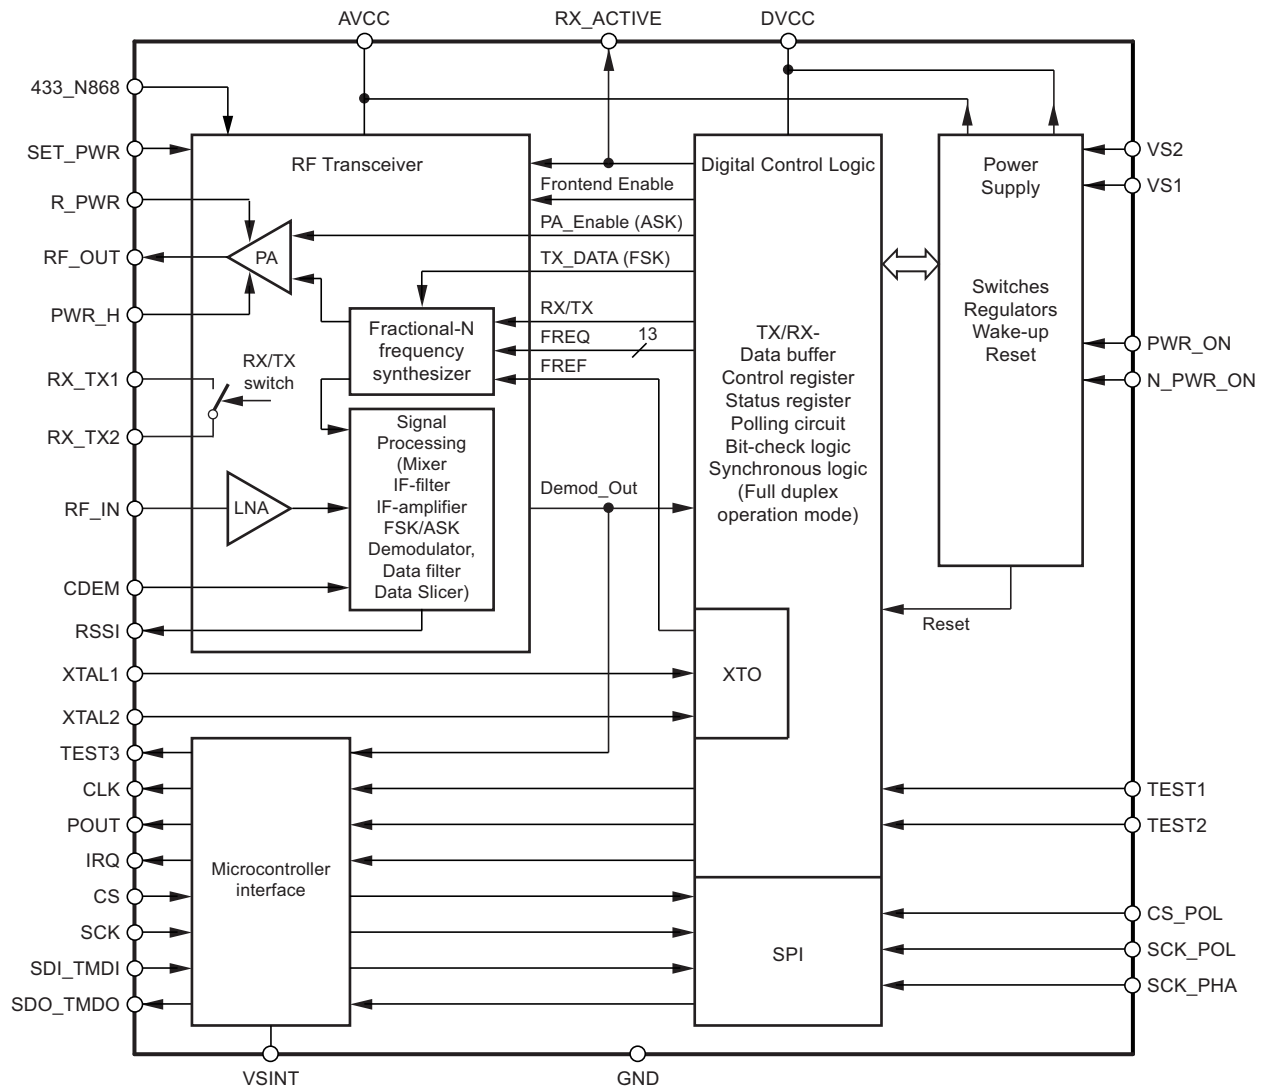 AVCC
RX_ACTIVE
DVCC
433_N868
SET_PWR
R_PWR
RF_OUT
PWR_H
RX_TX1
RX_TX2
RF_IN
CDEM
RSSI
XTAL1
XTAL2
TEST3
CLK
POUT
IRQ
CS
SCK
SDI_TMDI
SDO_TMDO
RF Transceiver
PA
RX/TX
switch
LNA
Fractional-N
frequency
synthesizer
Signal
Processing
(Mixer
IF-filter
IF-amplifier
FSK/ASK
Demodulator,
Data filter
Data Slicer)
Frontend Enable
PA_Enable (ASK)
TX_DATA (FSK)
RX/TX
FREQ
13
FREF
Demod_Out
Digital Control Logic
TX/RX-
Data buffer
Control register
Status register
Polling circuit
Bit-check logic
Synchronous logic
(Full duplex
operation mode)
XTO
SPI
Microcontroller
interface
Power
Supply
Switches
Regulators
Wake-up
Reset
Reset
VS2
VS1
PWR_ON
N_PWR_ON
TEST1
TEST2
CS_POL
SCK_POL
SCK_PHA
VSINT
GND